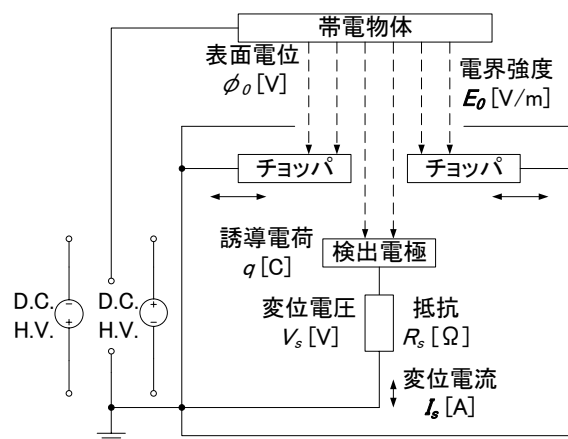 帯電物体
表面電位
φ₀[V]
電界強度
E₀[V/m]
チョッパ
チョッパ
誘導電荷
q[C]
検出電極
変位電圧
Vₛ[V]
抵抗
Rₛ[Ω]
D.C.
H.V.
D.C.
H.V.
変位電流
Iₛ[A]